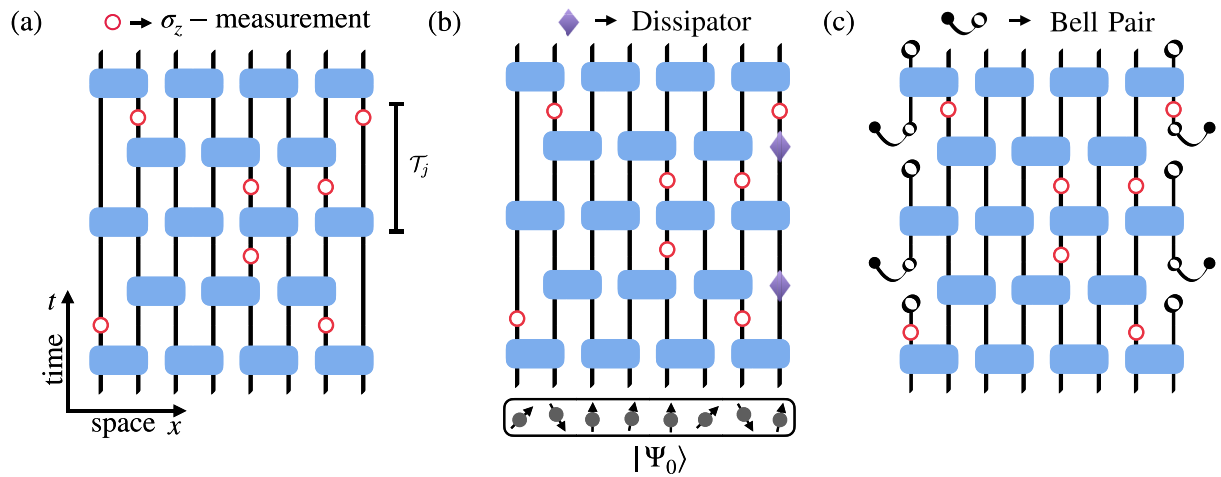 (a) → σz – measurement
(b) → Dissipator
(c) → Bell Pair
𝒯j
t
time
space x
|Ψ0⟩